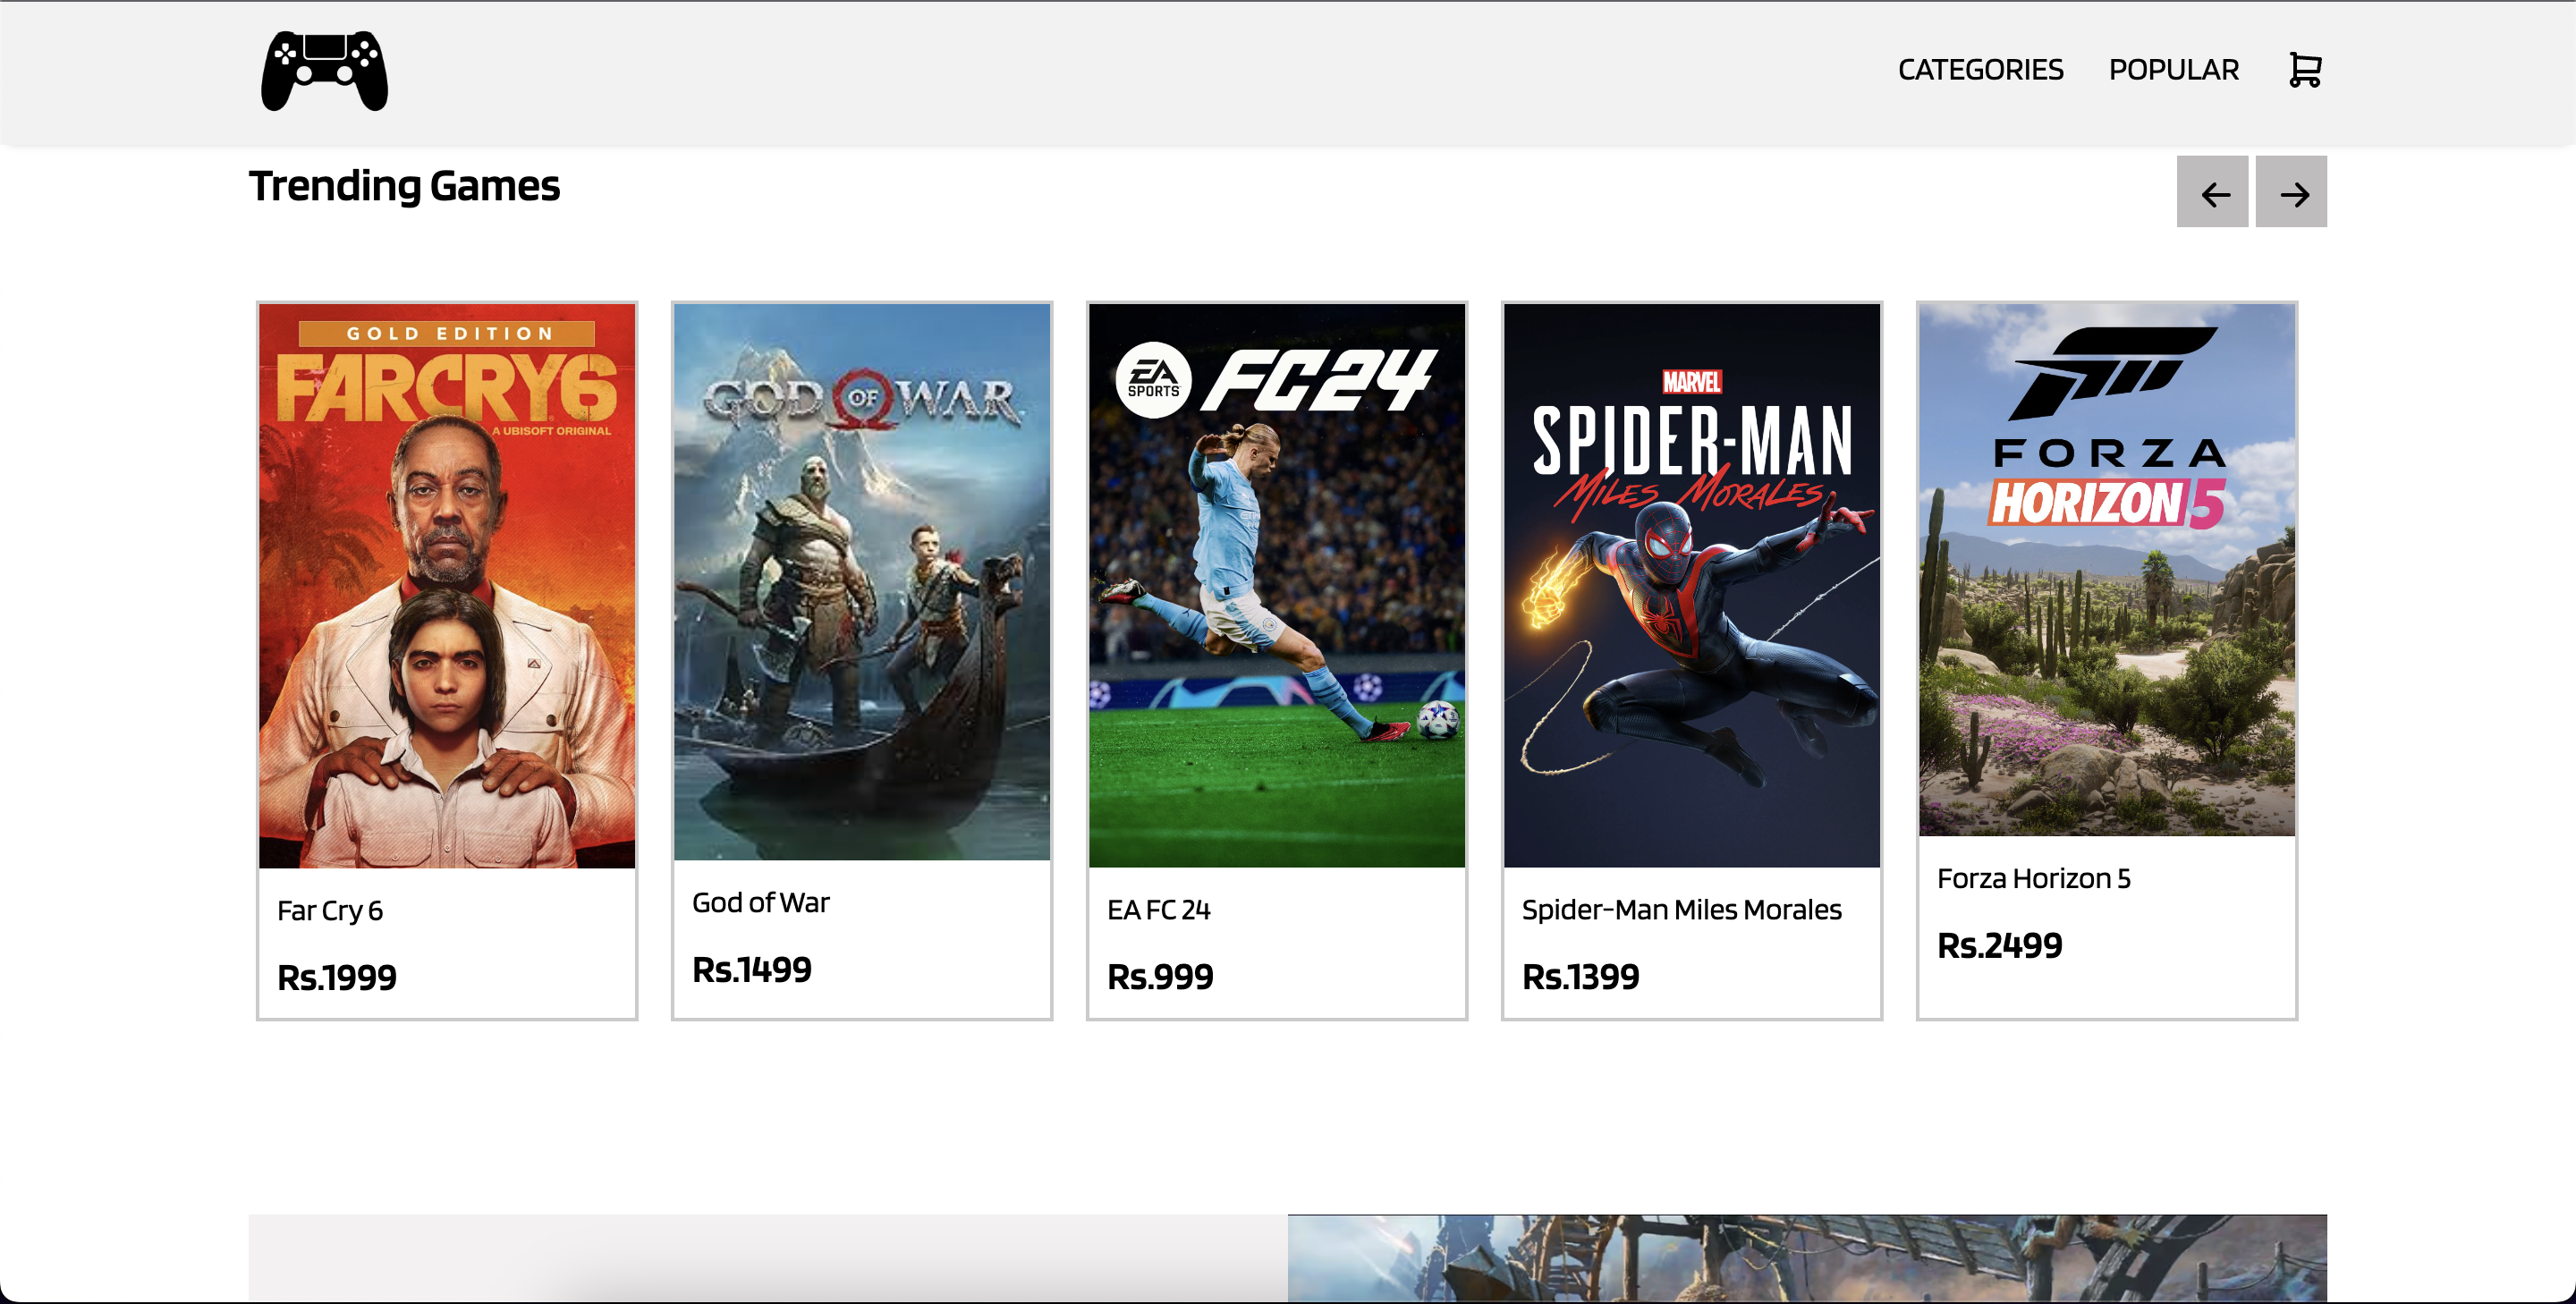 CATEGORIES POPULAR
Trending Games
GOLD EDITION
FARCRY6
A UBISOFT ORIGINAL
Far Cry 6
Rs.1999
GOD OF WAR
God of War
Rs.1499
EA SPORTS FC24
EA FC 24
Rs.999
MARVEL
SPIDER-MAN
MILES MORALES
Spider-Man Miles Morales
Rs.1399
FORZA
HORIZON 5
Forza Horizon 5
Rs.2499